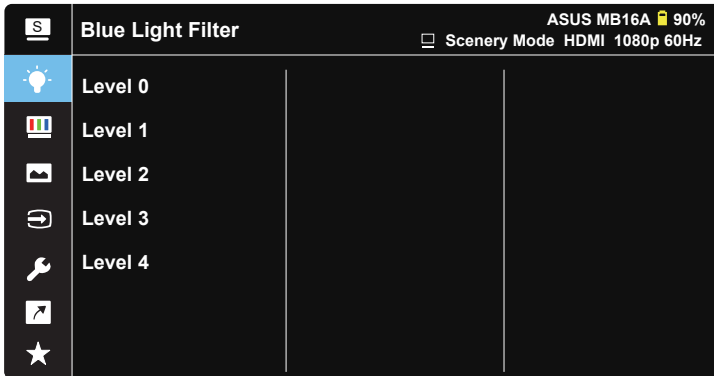 S
Blue Light Filter
ASUS MB16A 90%
Scenery Mode HDMI 1080p 60Hz
Level 0
Level 1
Level 2
Level 3
Level 4